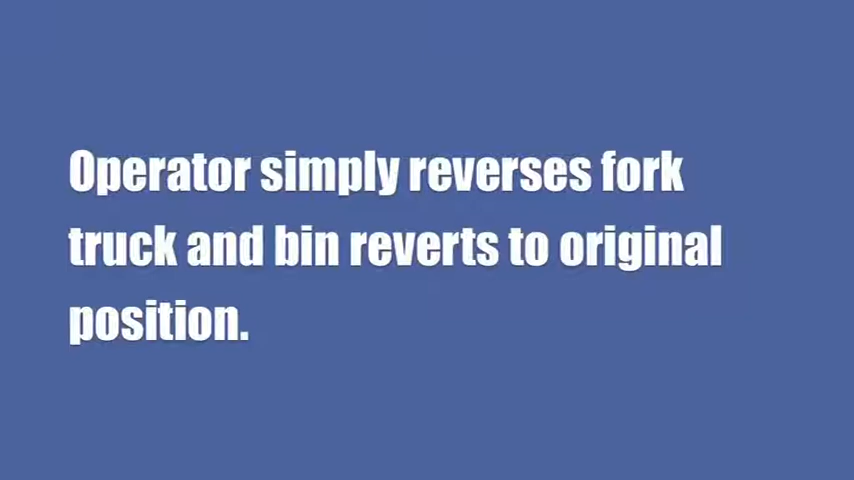 Operator simply reverses fork
truck and bin reverts to original
position.